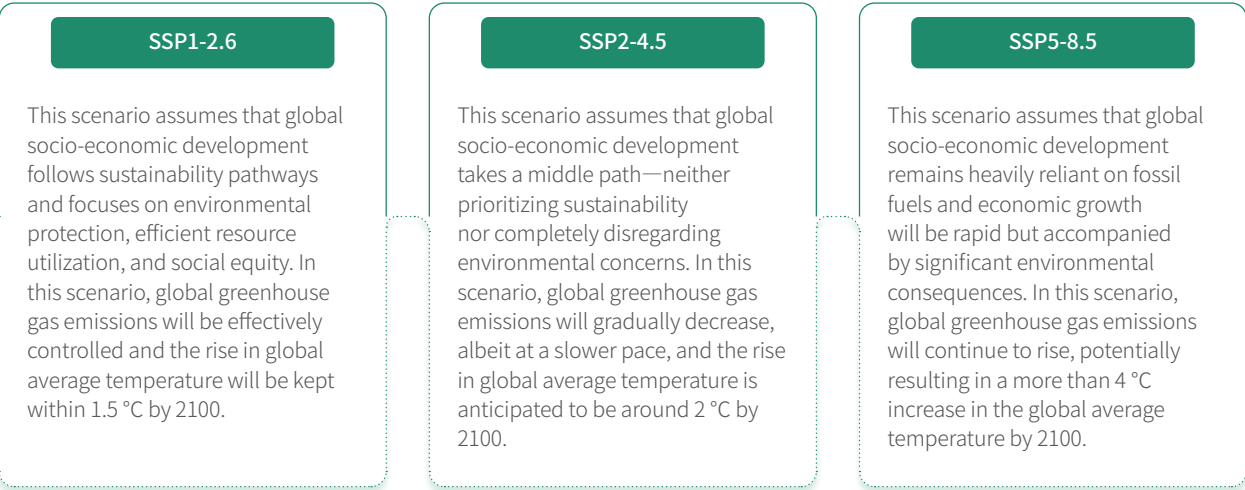 SSP1-2.6
This scenario assumes that global
socio-economic development
follows sustainability pathways
and focuses on environmental
protection, efficient resource
utilization, and social equity. In
this scenario, global greenhouse
gas emissions will be effectively
controlled and the rise in global
average temperature will be kept
within 1.5 °C by 2100.
SSP2-4.5
This scenario assumes that global
socio-economic development
takes a middle path—neither
prioritizing sustainability
nor completely disregarding
environmental concerns. In this
scenario, global greenhouse gas
emissions will gradually decrease,
albeit at a slower pace, and the rise
in global average temperature is
anticipated to be around 2 °C by
2100.
SSP5-8.5
This scenario assumes that global
socio-economic development
remains heavily reliant on fossil
fuels and economic growth
will be rapid but accompanied
by significant environmental
consequences. In this scenario,
global greenhouse gas emissions
will continue to rise, potentially
resulting in a more than 4 °C
increase in the global average
temperature by 2100.